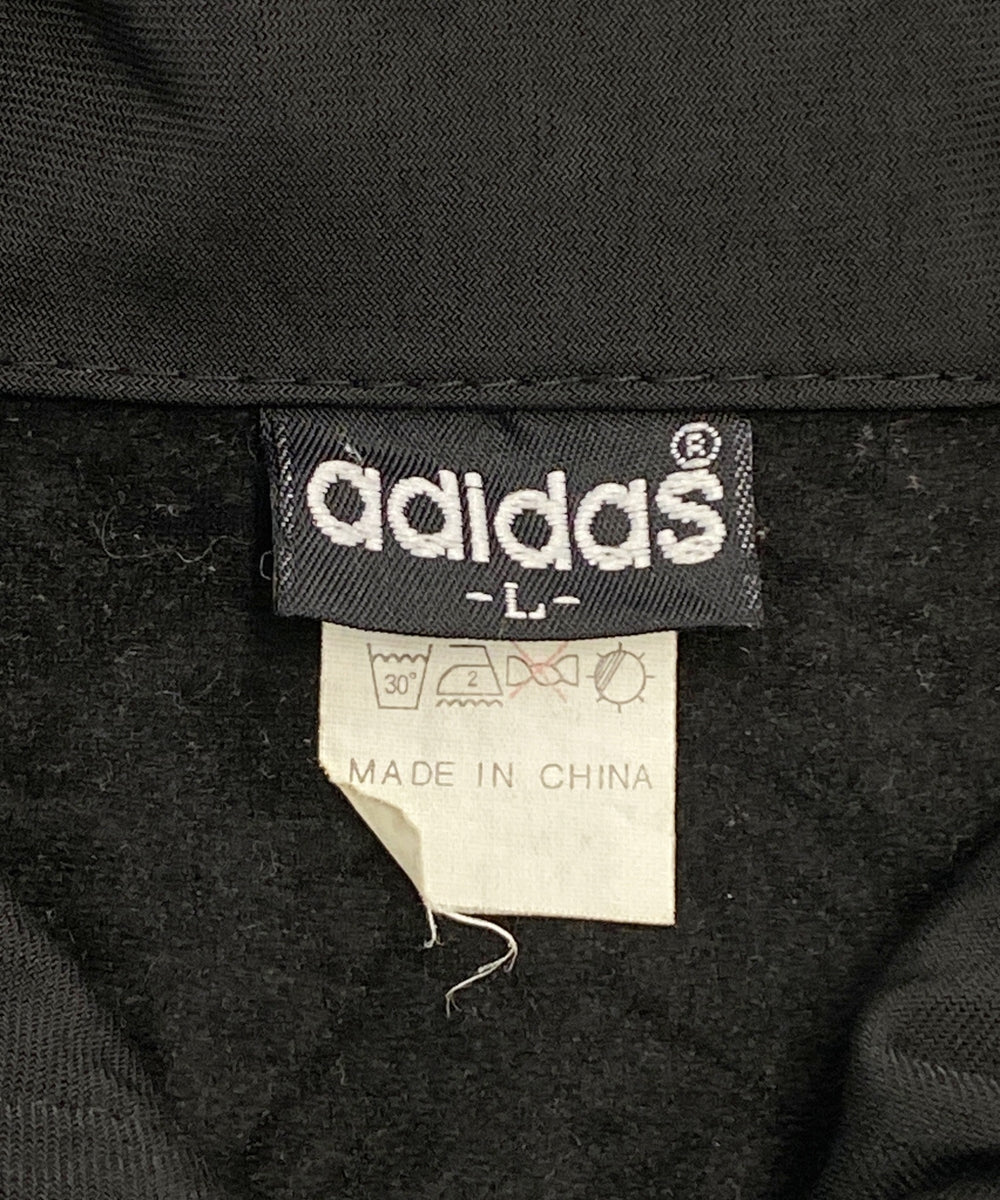 adidas®
-L-
30° 2
MADE IN CHINA